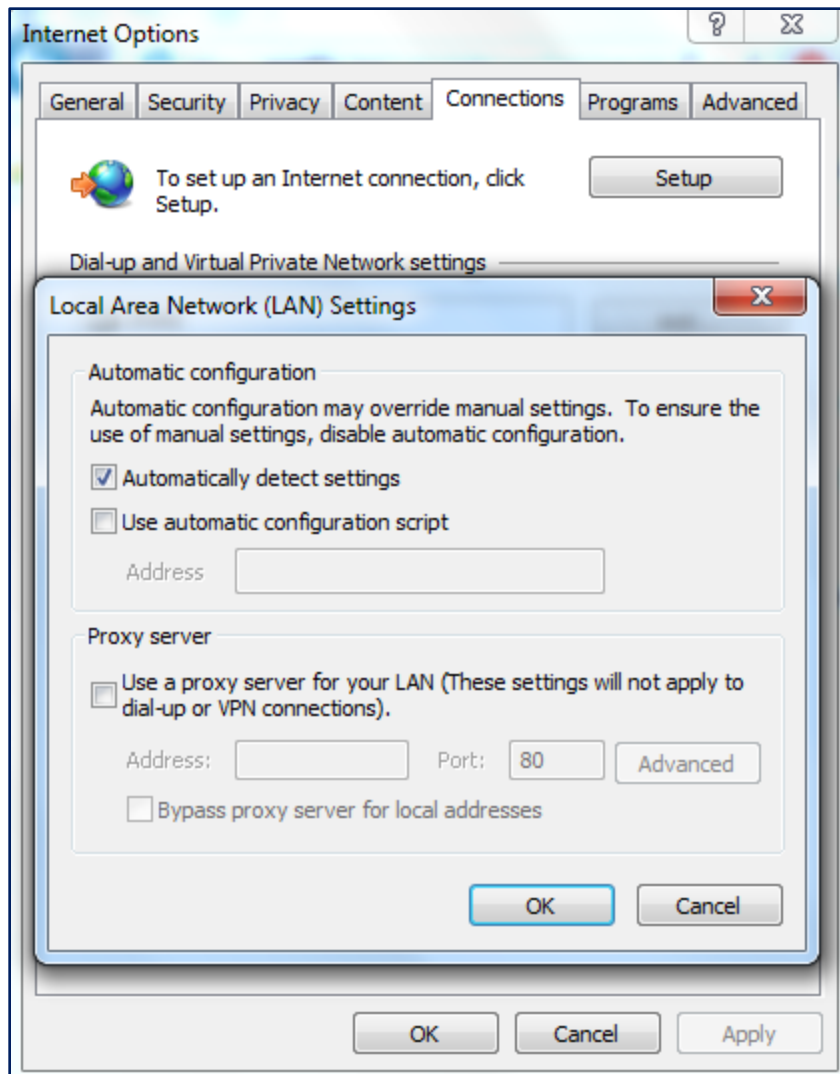 Internet Options
General Security Privacy Content Connections Programs Advanced
To set up an Internet connection, click
Setup.
Setup
Dial-up and Virtual Private Network settings
Local Area Network (LAN) Settings
Automatic configuration
Automatic configuration may override manual settings. To ensure the
use of manual settings, disable automatic configuration.
Automatically detect settings
Use automatic configuration script
Address
Proxy server
Use a proxy server for your LAN (These settings will not apply to
dial-up or VPN connections).
Address: Port: 80 Advanced
Bypass proxy server for local addresses
OK Cancel
OK Cancel Apply